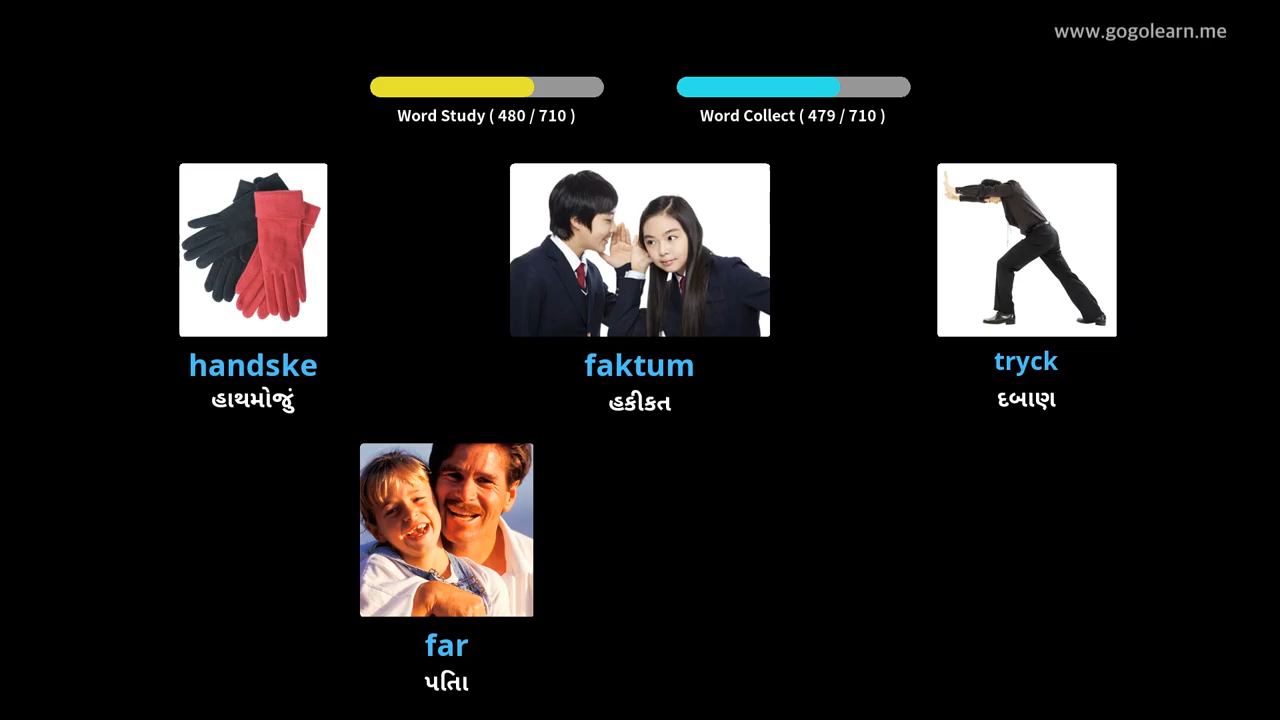 www.gogolearn.me
Word Study ( 480 / 710 )
Word Collect ( 479 / 710 )
handske
હાથમોજું
faktum
હકીકત
tryck
દબાણ
far
પિતા